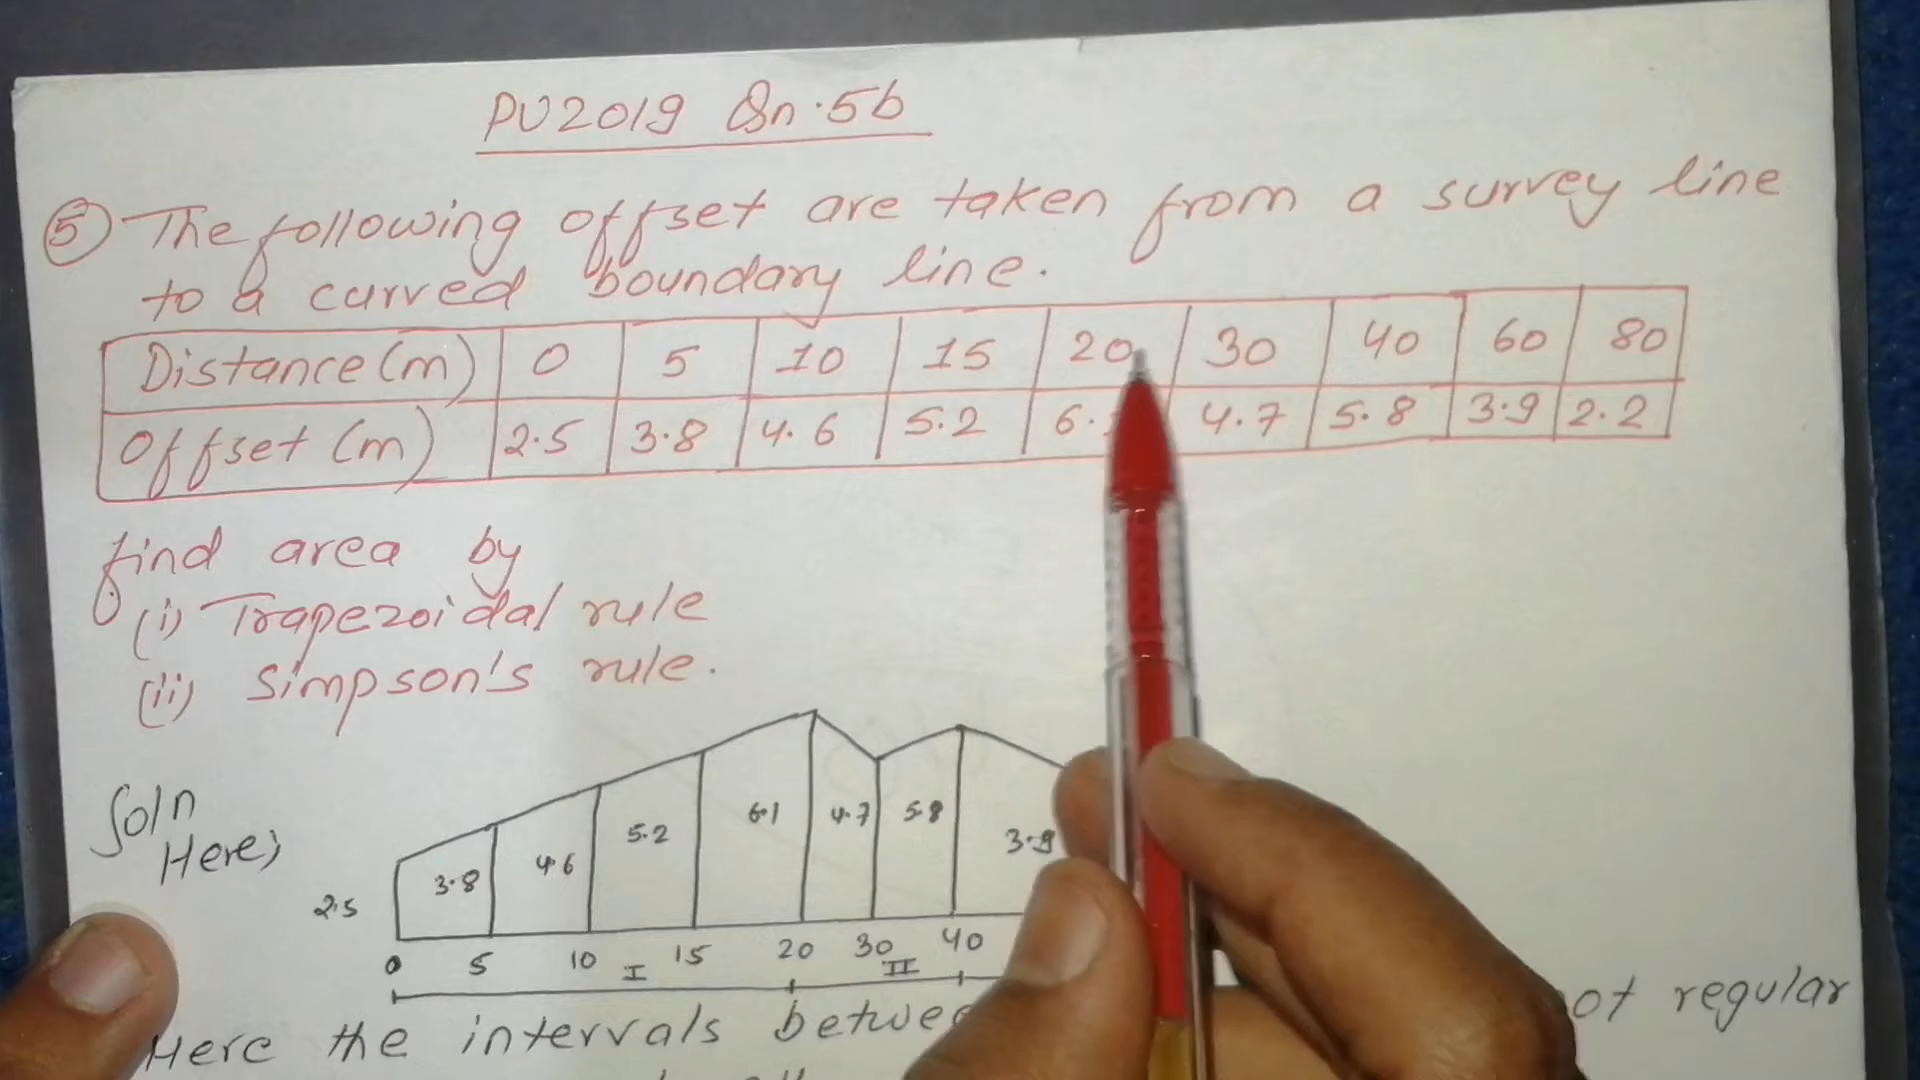 PU2019 Qn.5b
⑤ The following offset are taken from a survey line
to a curved boundary line.
Distance (m) 0 5 10 15 20 30 40 60 80
Offset (m) 2.5 3.8 4.6 5.2 6. 4.7 5.8 3.9 2.2
find area by
(i) Trapezoidal rule
(ii) Simpson's rule.
Soln
Here;
2.5 3.8 4.6 5.2 6.1 4.7 5.8 3.9
0 5 10 15 20 30 40
I II
Here the intervals not regular